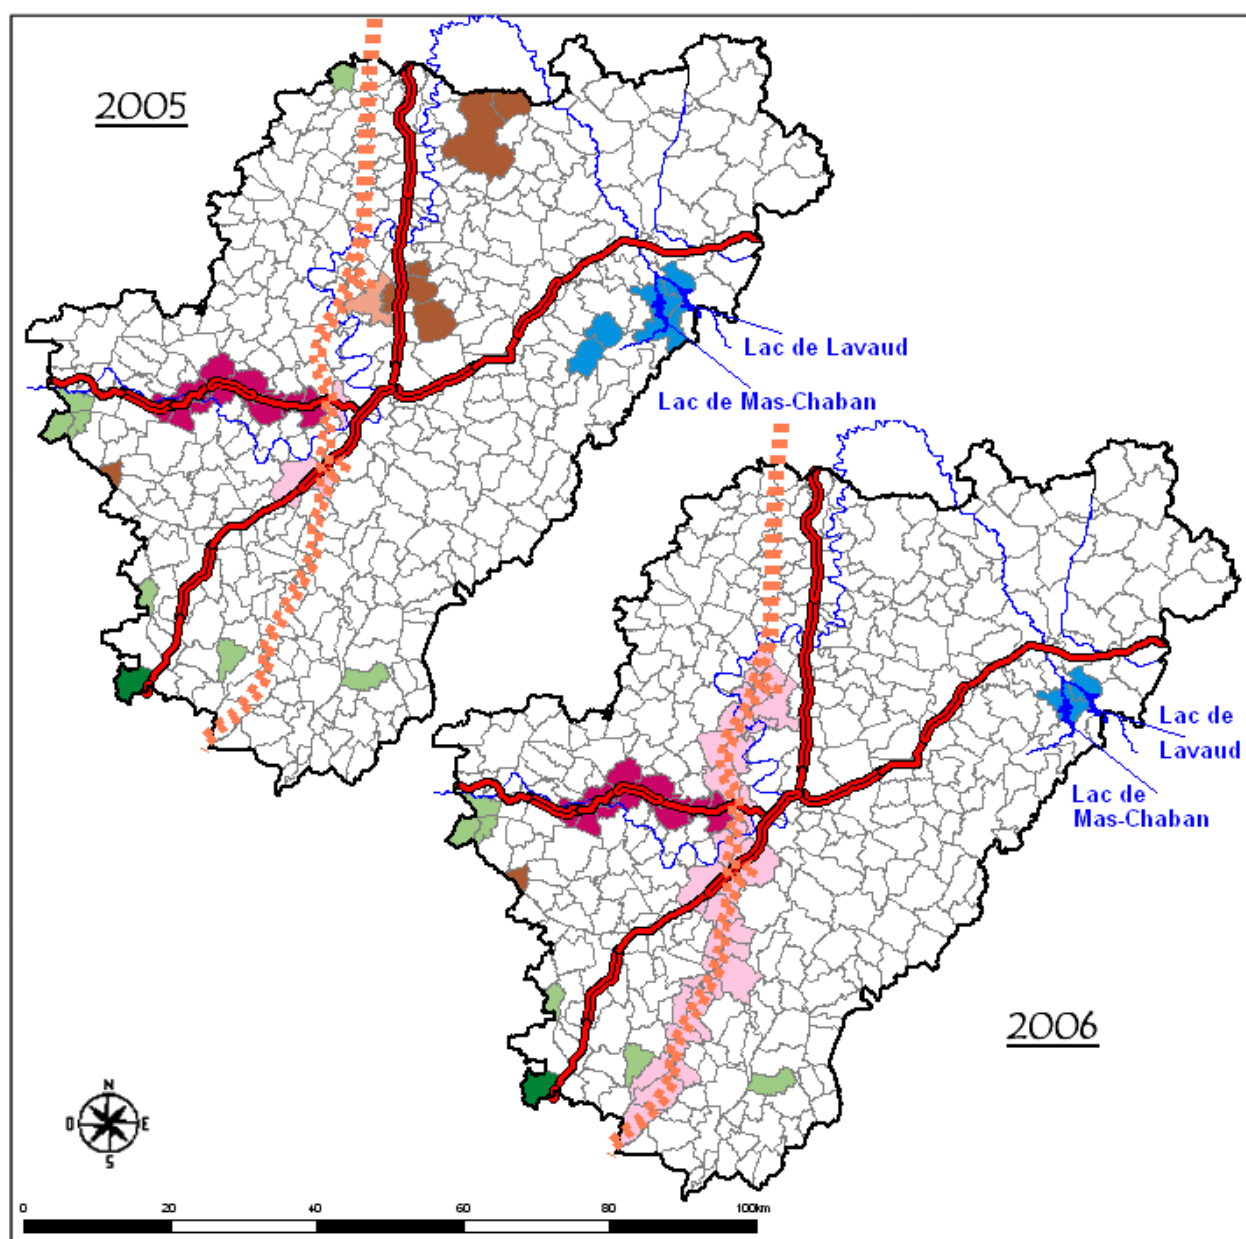 2005
Lac de Lavaud
Lac de Mas-Chaban
Lac de
Lavaud
Lac de
Mas-Chaban
2006
N
O E
S
0 20 40 60 80 100km